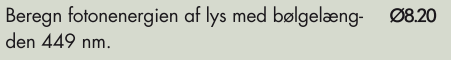 Beregn fotonenergien af lys med bølgelæng- Ø8.20
den 449 nm.